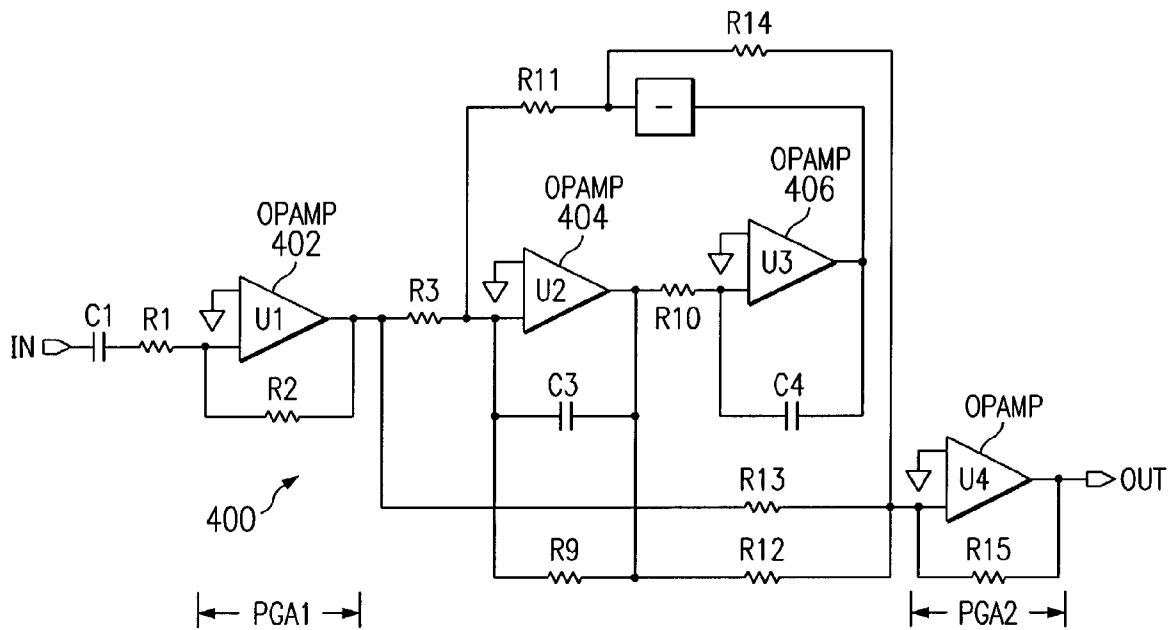 R14
R11
−
OPAMP
406
OPAMP
404
OPAMP
402
U3
U2
R3
R10
C1
R1
U1
IN
R2
C3
C4
OPAMP
U4
OUT
R13
400
R9
R12
R15
PGA1
PGA2